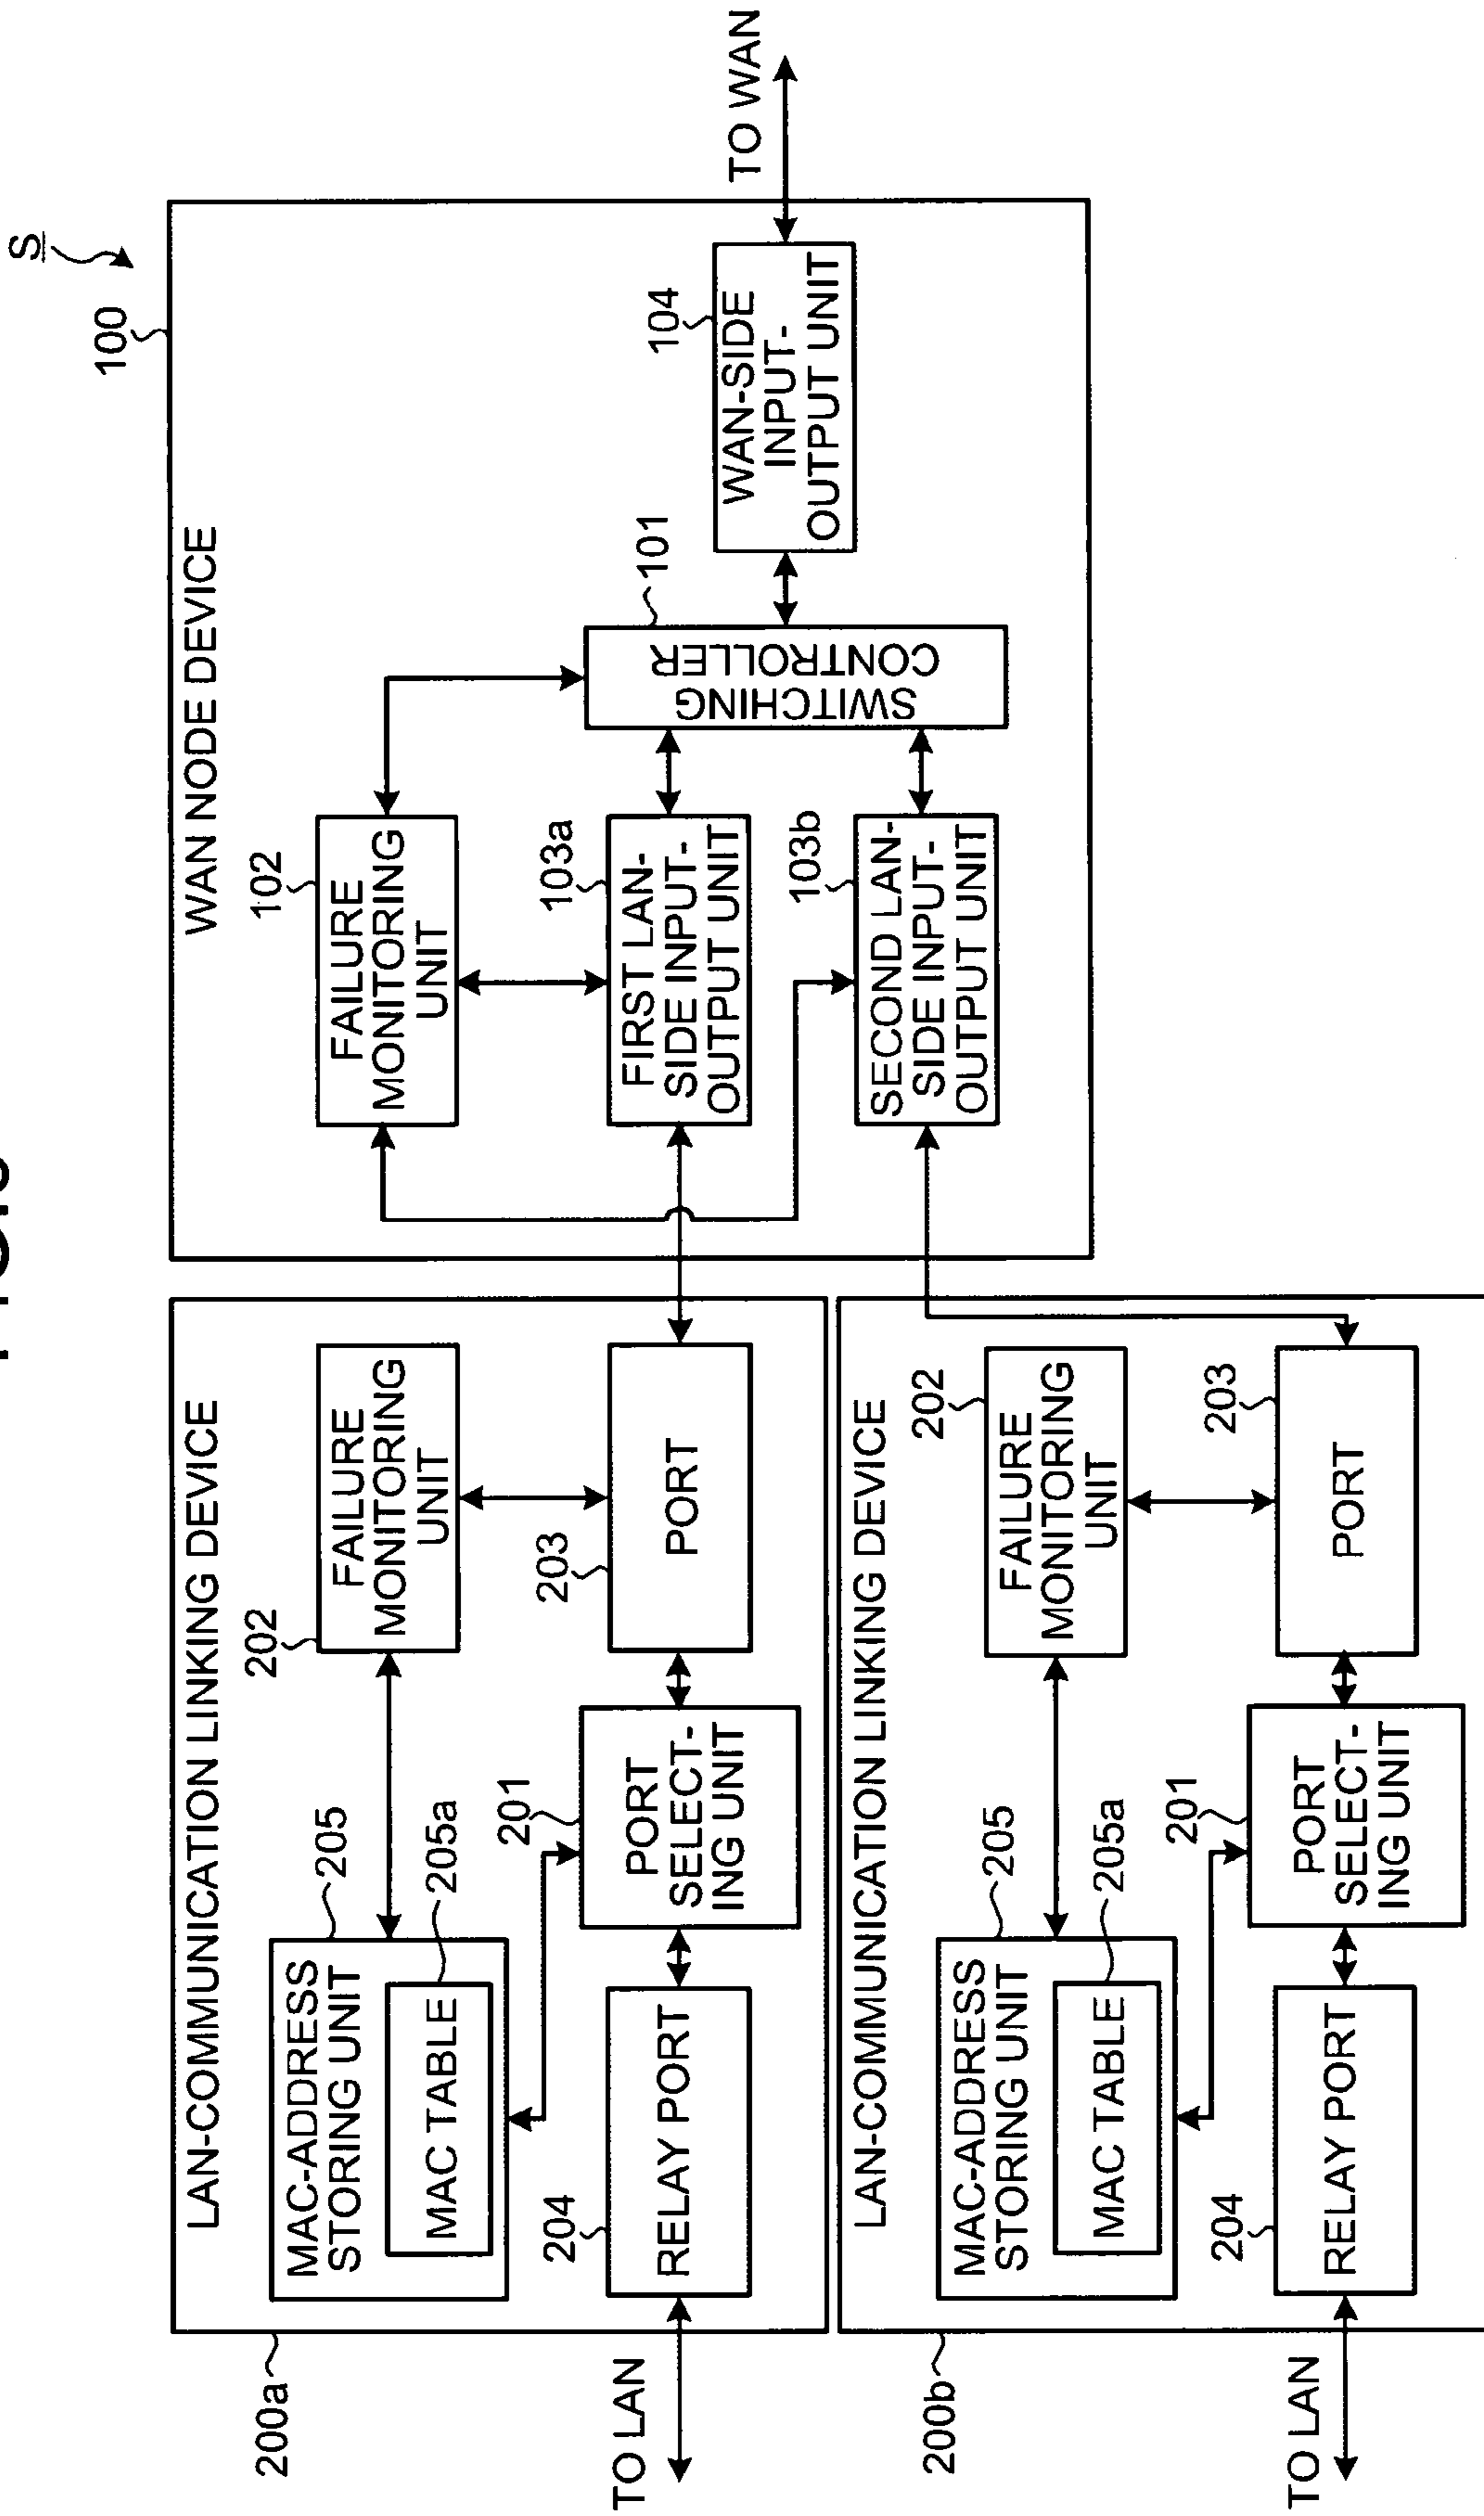 S
100
WAN NODE DEVICE
TO WAN
102
FAILURE
MONITORING
UNIT
103a
FIRST LAN-
SIDE INPUT-
OUTPUT UNIT
103b
SECOND LAN-
SIDE INPUT-
OUTPUT UNIT
101
SWITCHING
CONTROLLER
104
WAN-SIDE
INPUT-
OUTPUT UNIT
200a
LAN-COMMUNICATION LINKING DEVICE
MAC-ADDRESS
STORING UNIT
205
MAC TABLE
205a
202
FAILURE
MONITORING
UNIT
204
RELAY PORT
201
PORT
SELECT-
ING UNIT
203
PORT
TO LAN
200b
LAN-COMMUNICATION LINKING DEVICE
MAC-ADDRESS
STORING UNIT
205
MAC TABLE
205a
202
FAILURE
MONITORING
UNIT
204
RELAY PORT
201
PORT
SELECT-
ING UNIT
203
PORT
TO LAN